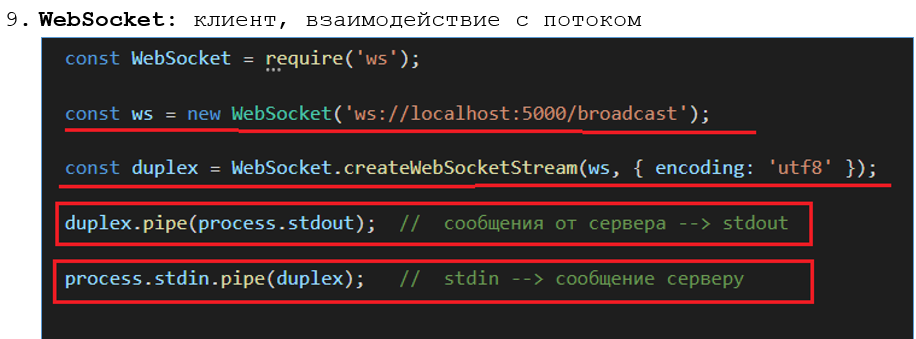 9. WebSocket: клиент, взаимодействие с потоком
const WebSocket = require('ws');
const ws = new WebSocket('ws://localhost:5000/broadcast');
const duplex = WebSocket.createWebSocketStream(ws, { encoding: 'utf8' });
duplex.pipe(process.stdout); // сообщения от сервера --> stdout
process.stdin.pipe(duplex); // stdin --> сообщение серверу